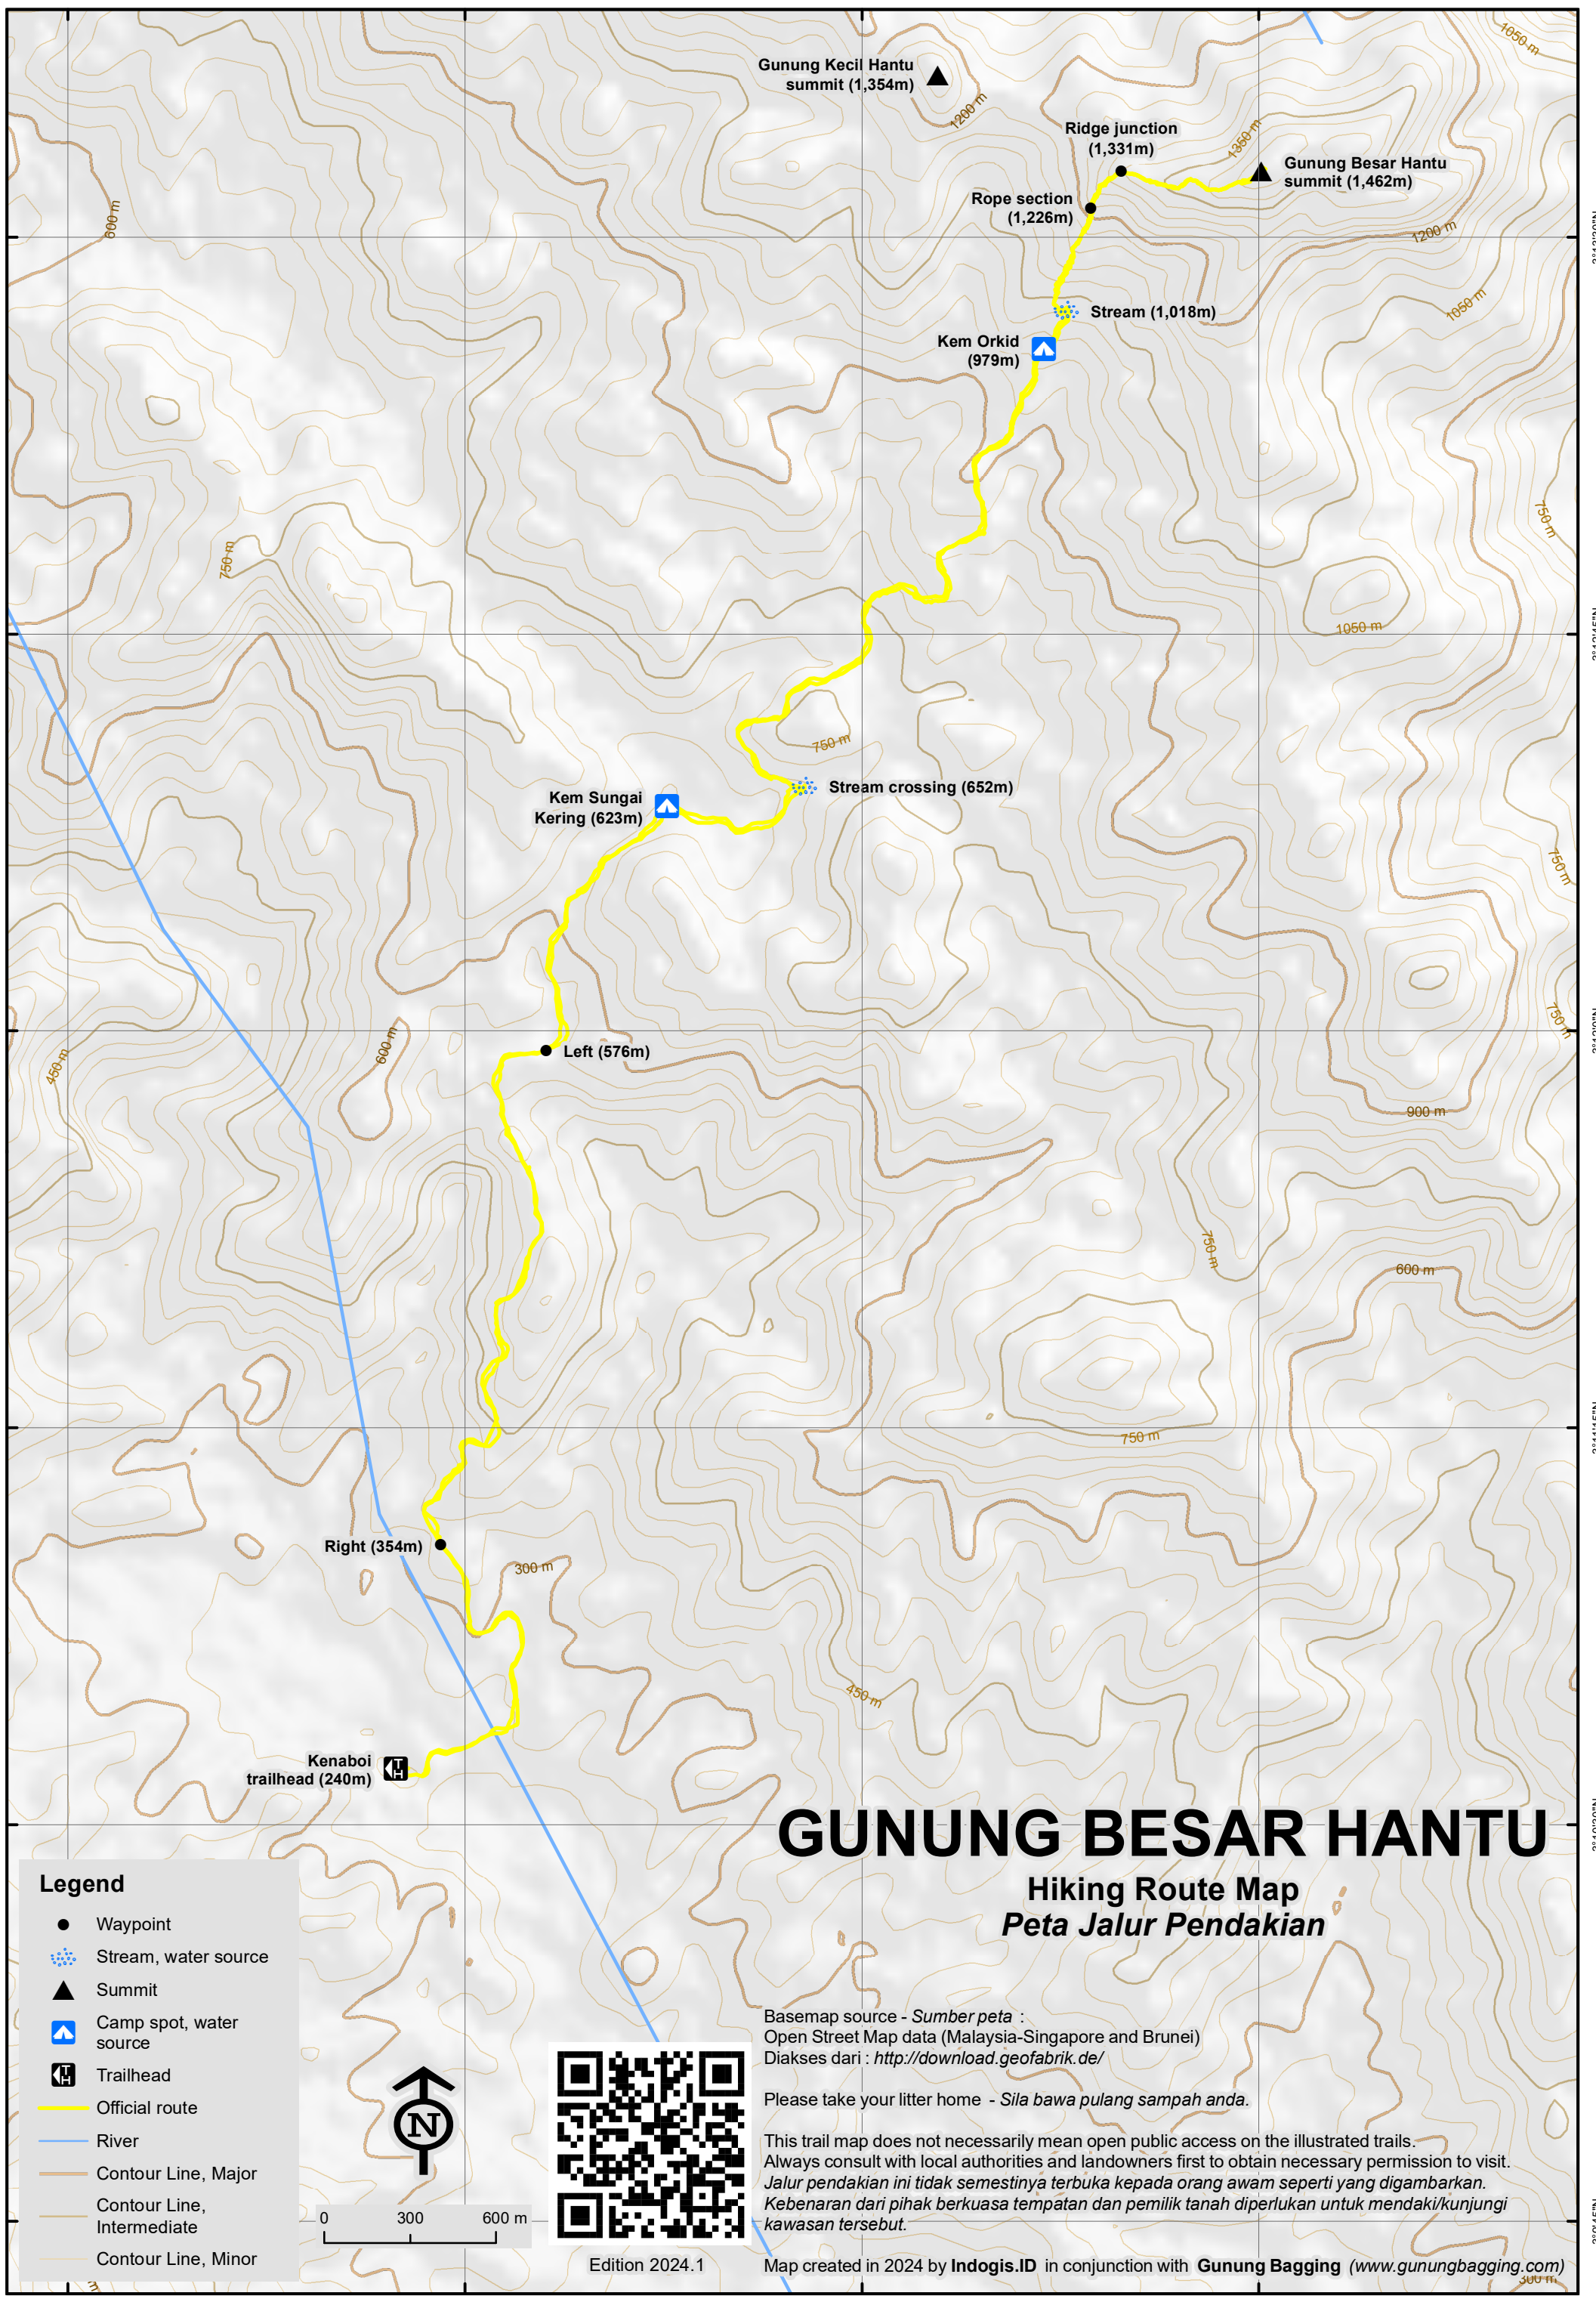 1050 m
Gunung Kecil Hantu
summit (1,354m)
1200 m
Ridge junction
(1,331m)
1350 m
Gunung Besar Hantu
summit (1,462m)
Rope section
(1,226m)
600 m
1200 m
1050 m
Stream (1,018m)
Kem Orkid
(979m)
750 m
750 m
1050 m
750 m
Stream crossing (652m)
Kem Sungai
Kering (623m)
750 m
750 m
600 m
Left (576m)
450 m
900 m
750 m
600 m
750 m
Right (354m)
300 m
450 m
Kenaboi
trailhead (240m)
TH
GUNUNG BESAR HANTU
Hiking Route Map
Peta Jalur Pendakian
Legend
Waypoint
Stream, water source
Summit
Camp spot, water
source
TH
Trailhead
Official route
River
Contour Line, Major
Contour Line,
Intermediate
Contour Line, Minor
N
0 300 600 m
Edition 2024.1
Basemap source - Sumber peta :
Open Street Map data (Malaysia-Singapore and Brunei)
Diakses dari : http://download.geofabrik.de/
Please take your litter home - Sila bawa pulang sampah anda.
This trail map does not necessarily mean open public access on the illustrated trails.
Always consult with local authorities and landowners first to obtain necessary permission to visit.
Jalur pendakian ini tidak semestinya terbuka kepada orang awam seperti yang digambarkan.
Kebenaran dari pihak berkuasa tempatan dan pemilik tanah diperlukan untuk mendaki/kunjungi
kawasan tersebut.
Map created in 2024 by Indogis.ID in conjunction with Gunung Bagging (www.gunungbagging.com)
300 m